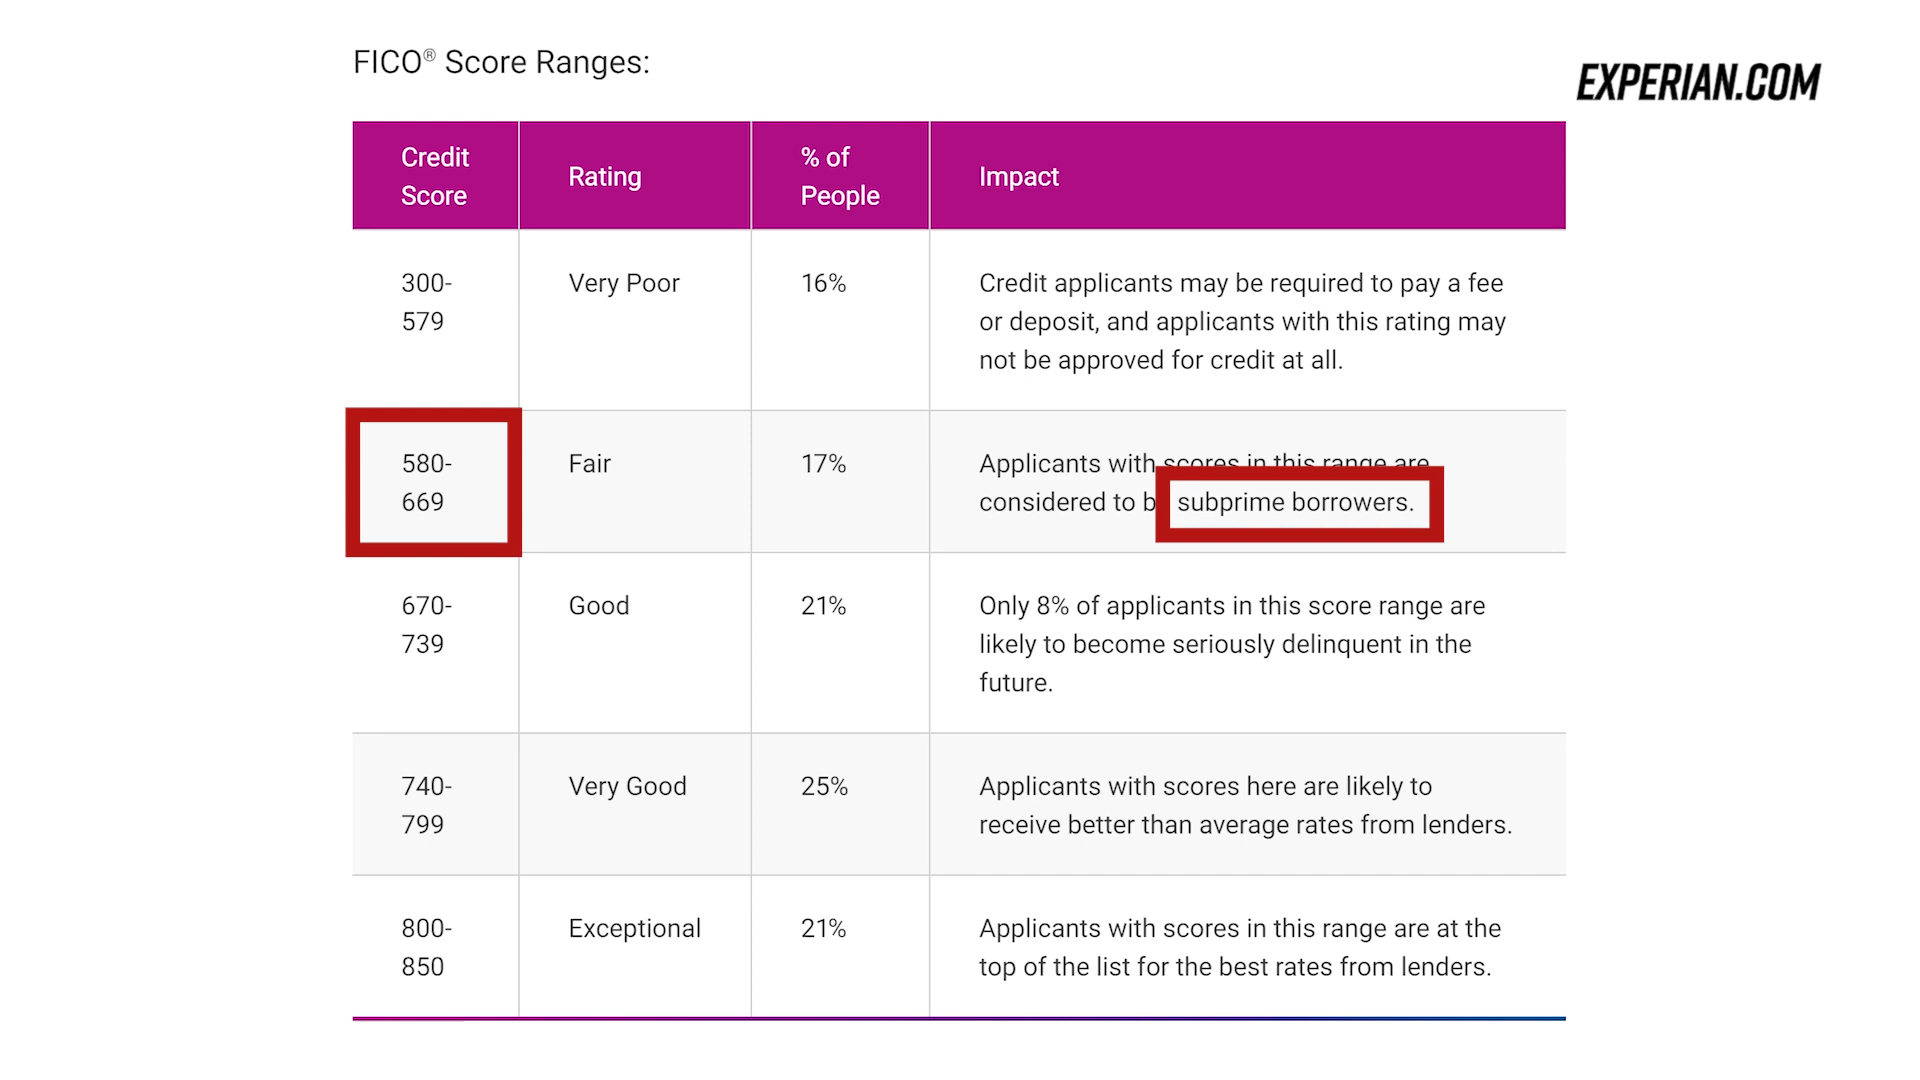 FICO® Score Ranges:
EXPERIAN.COM
Credit
Score
Rating
% of
People
Impact
300-
579
Very Poor
16%
Credit applicants may be required to pay a fee
or deposit, and applicants with this rating may
not be approved for credit at all.
580-
669
Fair
17%
Applicants with scores in this range are
considered to b
subprime borrowers.
670-
739
Good
21%
Only 8% of applicants in this score range are
likely to become seriously delinquent in the
future.
740-
799
Very Good
25%
Applicants with scores here are likely to
receive better than average rates from lenders.
800-
850
Exceptional
21%
Applicants with scores in this range are at the
top of the list for the best rates from lenders.